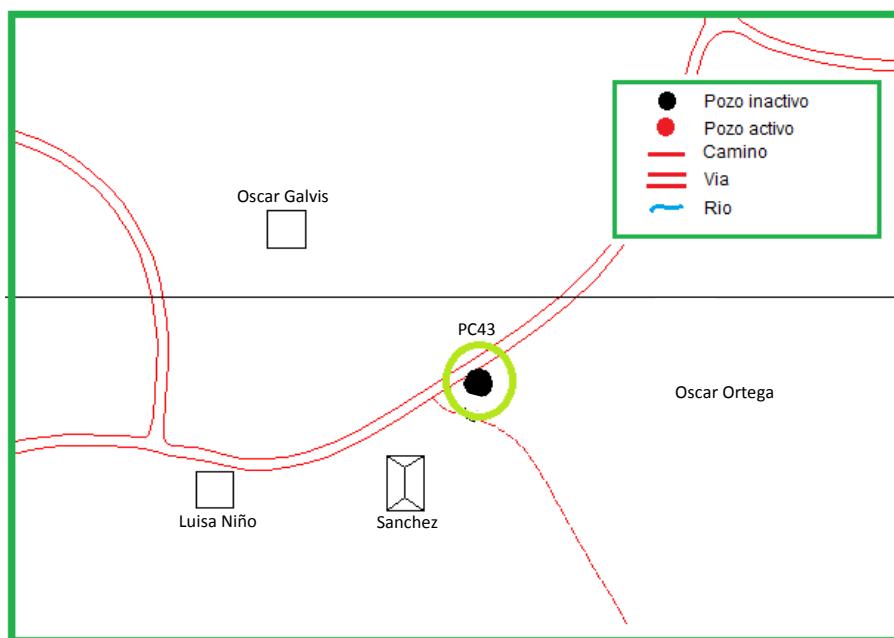 Pozo inactivo
Pozo activo
Camino
Via
Rio
Oscar Galvis
PC43
Oscar Ortega
Luisa Niño
Sanchez